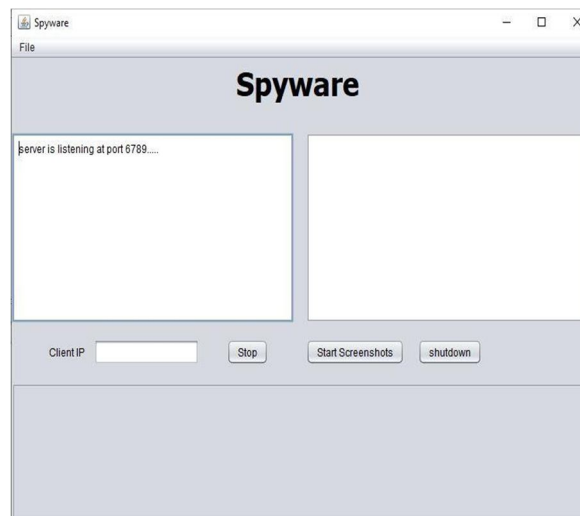 Spyware
File
Spyware
server is listening at port 6789.....
Client IP
Stop
Start Screenshots
shutdown